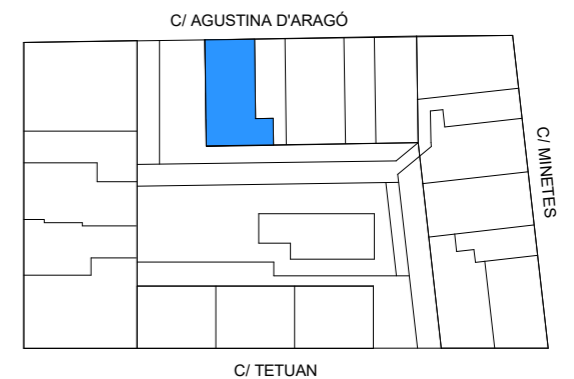 C/ AGUSTINA D'ARAGÓ
C/ MINETES
C/ TETUAN